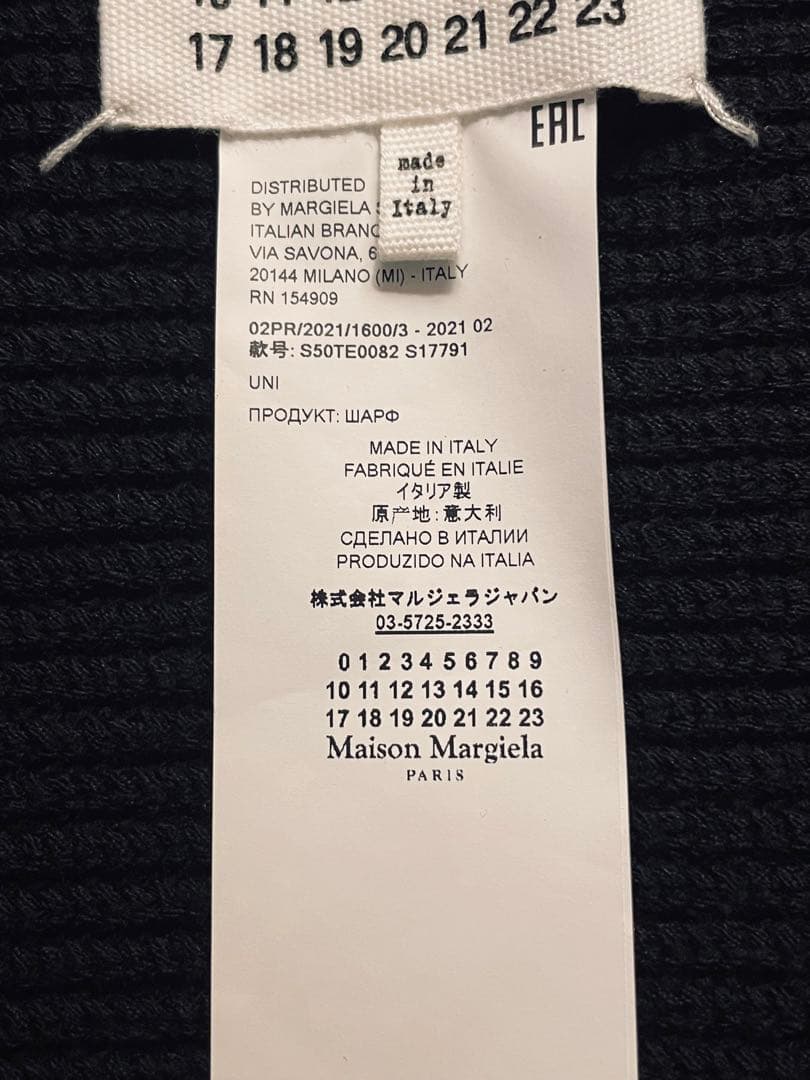 17 18 19 20 21 22 23
EAC
made
in
Italy
DISTRIBUTED
BY MARGIELA
ITALIAN
VIA SAVONA,
20144 MILANO (MI) - ITALY
RN 154909
02PR/2021/1600/3 - 2021 02
款号: S50TE0082 S17791
UNI
ПРОДУКТ: ШАРФ
MADE IN ITALY
FABRIQUÉ EN ITALIE
イタリア製
原产地:意大利
СДЕЛАНО В ИТАЛИИ
PRODUZIDO NA ITALIA
株式会社マルジェラジャパン
03-5725-2333
0 1 2 3 4 5 6 7 8 9
10 11 12 13 14 15 16
17 18 19 20 21 22 23
Maison Margiela
PARIS